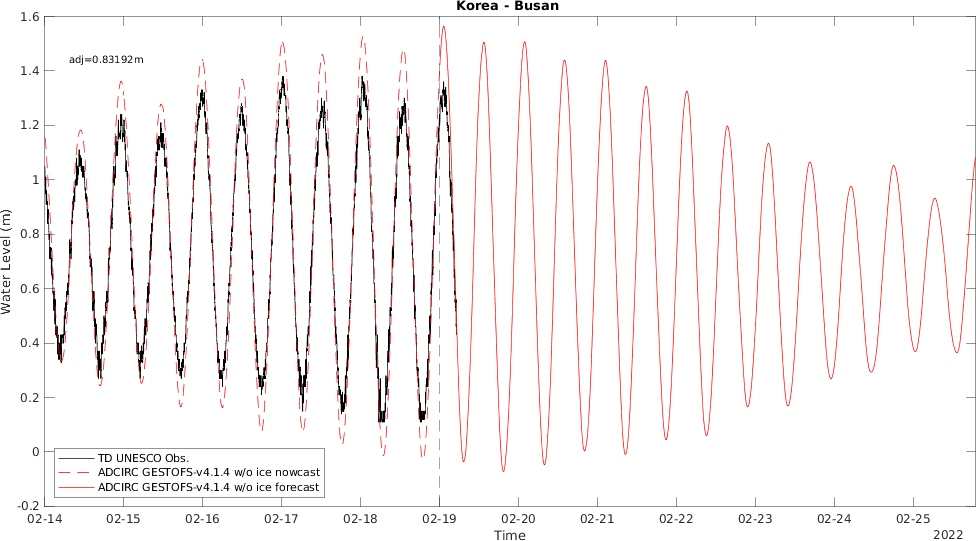 Korea - Busan
1.6
1.4
1.2
1
0.8
0.6
0.4
0.2
0
-0.2
Water Level (m)
adj=0.83192m
TD UNESCO Obs.
ADCIRC GESTOFS-v4.1.4 w/o ice nowcast
ADCIRC GESTOFS-v4.1.4 w/o ice forecast
02-14 02-15 02-16 02-17 02-18 02-19 02-20 02-21 02-22 02-23 02-24 02-25
Time
2022